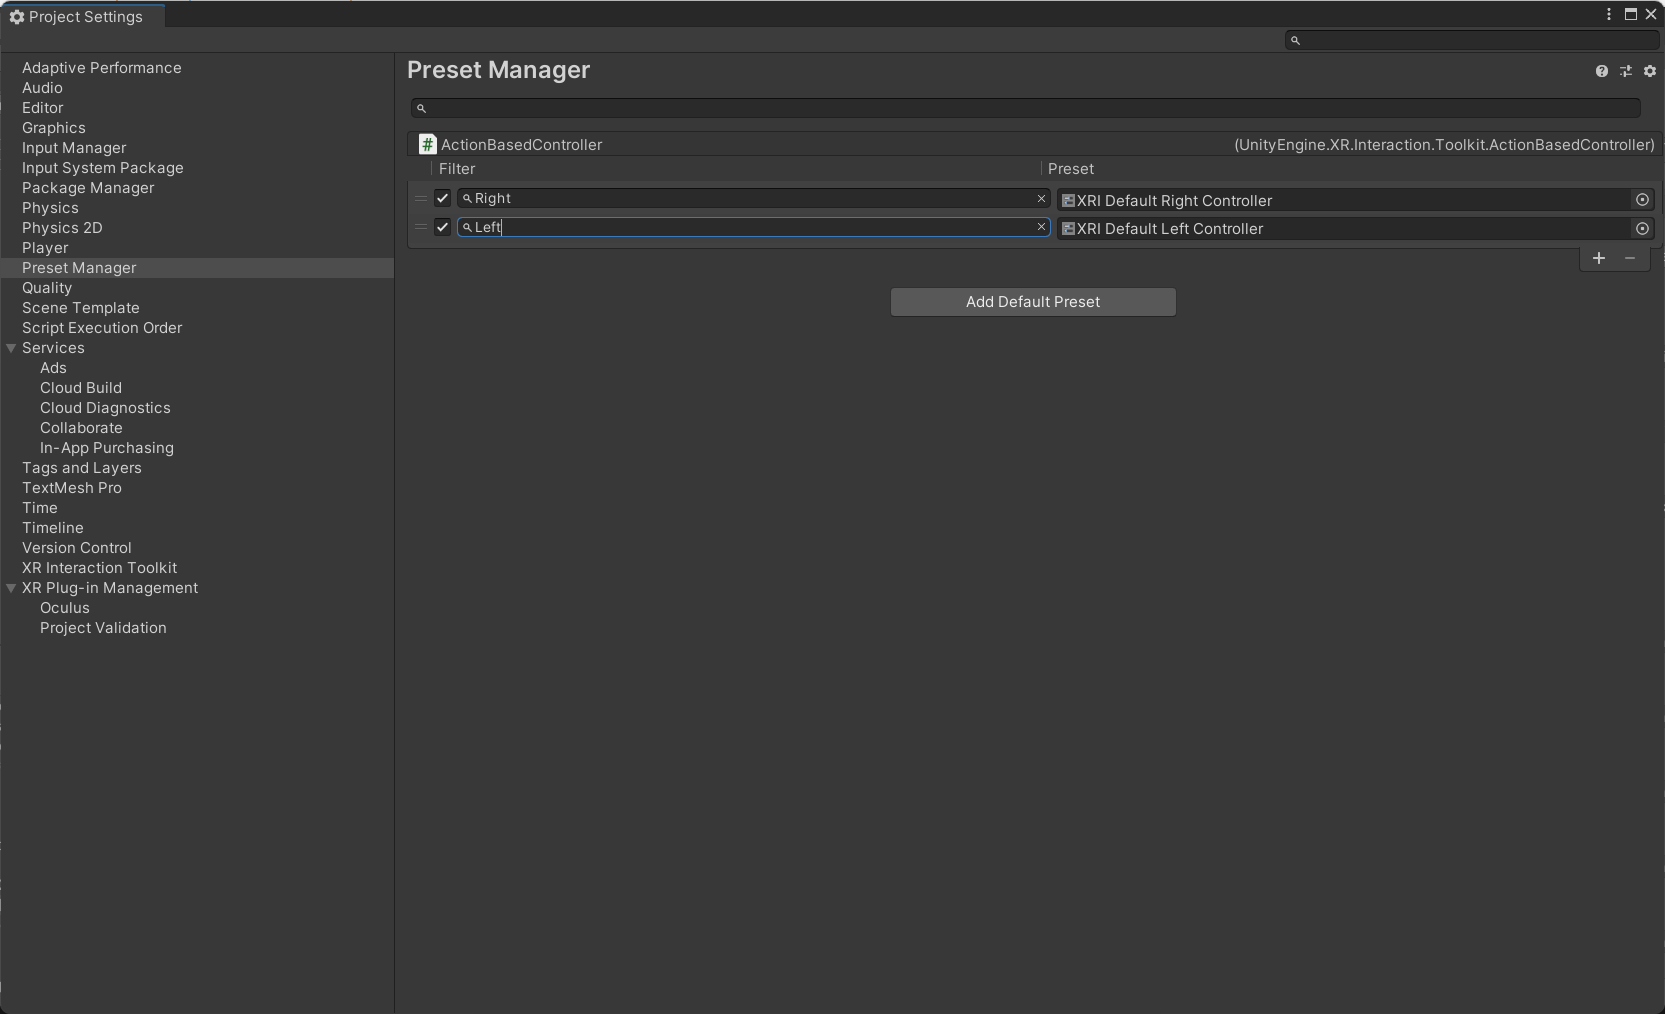 Project Settings
Adaptive Performance
Audio
Editor
Graphics
Input Manager
Input System Package
Package Manager
Physics
Physics 2D
Player
Preset Manager
Quality
Scene Template
Script Execution Order
Services
Ads
Cloud Build
Cloud Diagnostics
Collaborate
In-App Purchasing
Tags and Layers
TextMesh Pro
Time
Timeline
Version Control
XR Interaction Toolkit
XR Plug-in Management
Oculus
Project Validation
Preset Manager
ActionBasedController (UnityEngine.XR.Interaction.Toolkit.ActionBasedController)
Filter Preset
Right XRI Default Right Controller
Left XRI Default Left Controller
Add Default Preset